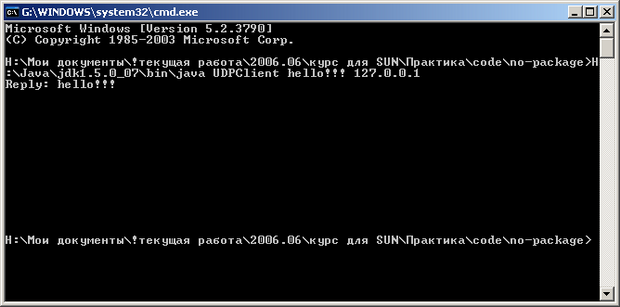 G:\WINDOWS\system32\cmd.exe
Microsoft Windows [Version 5.2.3790]
(C) Copyright 1985-2003 Microsoft Corp.
H:\Мои документы\!текущая работа\2006.06\курс для SUN\Практика\code\no-package>H
:\Java\jdk1.5.0_07\bin\java UDPClient hello!!! 127.0.0.1
Reply: hello!!!
H:\Мои документы\!текущая работа\2006.06\курс для SUN\Практика\code\no-package>